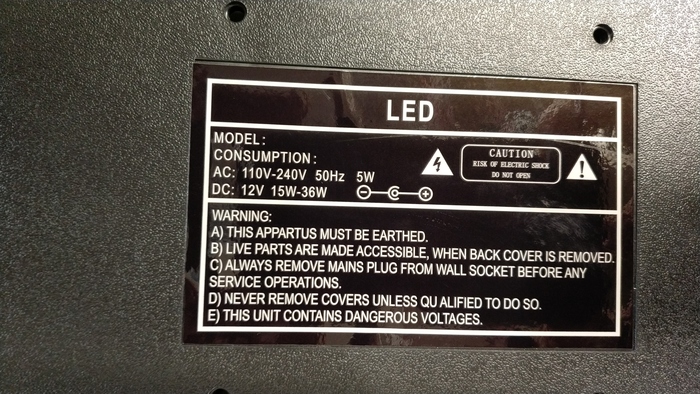 LED
MODEL:
CONSUMPTION:
AC: 110V-240V 50Hz 5W
DC: 12V 15W-36W
CAUTION
RISK OF ELECTRIC SHOCK
DO NOT OPEN
WARNING:
A) THIS APPARTUS MUST BE EARTHED.
B) LIVE PARTS ARE MADE ACCESSIBLE, WHEN BACK COVER IS REMOVED.
C) ALWAYS REMOVE MAINS PLUG FROM WALL SOCKET BEFORE ANY
SERVICE OPERATIONS.
D) NEVER REMOVE COVERS UNLESS QU ALIFIED TO DO SO.
E) THIS UNIT CONTAINS DANGEROUS VOLTAGES.